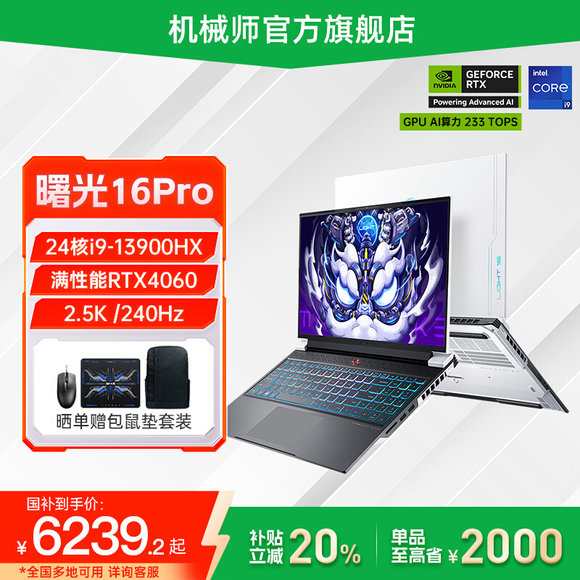 机械师官方旗舰店
NVIDIA
GEFORCE
RTX
Powering Advanced AI
intel
CORE
i9
GPU AI算力 233 TOPS
曙光16Pro
24核i9-13900HX
满性能RTX4060
2.5K /240Hz
晒单赠包鼠垫套装
LIGHT 16
国补到手价:
¥6239.2起
*全国多地可用 详询客服
补贴
立减
20%
单品
至高省
¥2000